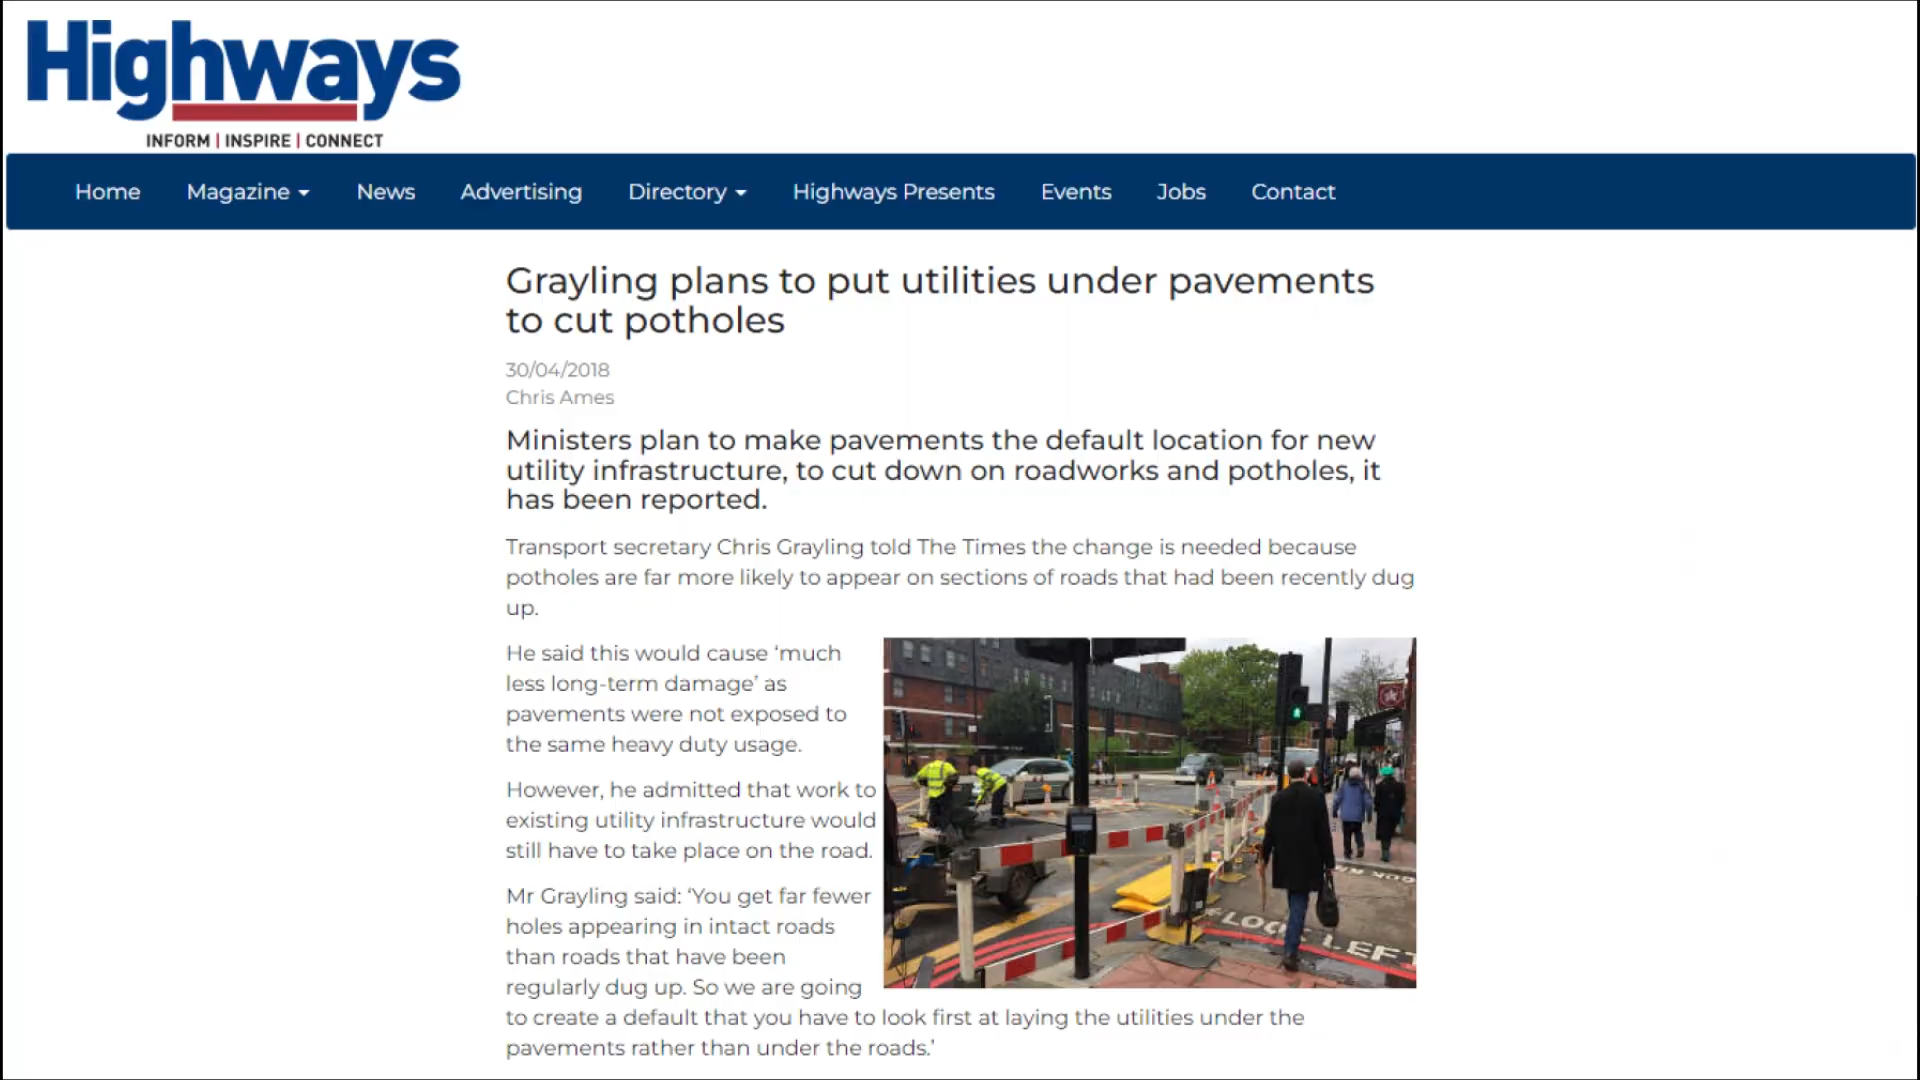 Highways
INFORM | INSPIRE | CONNECT
Home Magazine News Advertising Directory Highways Presents Events Jobs Contact
Grayling plans to put utilities under pavements
to cut potholes
30/04/2018
Chris Ames
Ministers plan to make pavements the default location for new
utility infrastructure, to cut down on roadworks and potholes, it
has been reported.
Transport secretary Chris Grayling told The Times the change is needed because
potholes are far more likely to appear on sections of roads that had been recently dug
up.
He said this would cause ‘much
less long-term damage’ as
pavements were not exposed to
the same heavy duty usage.
However, he admitted that work to
existing utility infrastructure would
still have to take place on the road.
Mr Grayling said: ‘You get far fewer
holes appearing in intact roads
than roads that have been
regularly dug up. So we are going
to create a default that you have to look first at laying the utilities under the
pavements rather than under the roads.’
LOOK LEFT